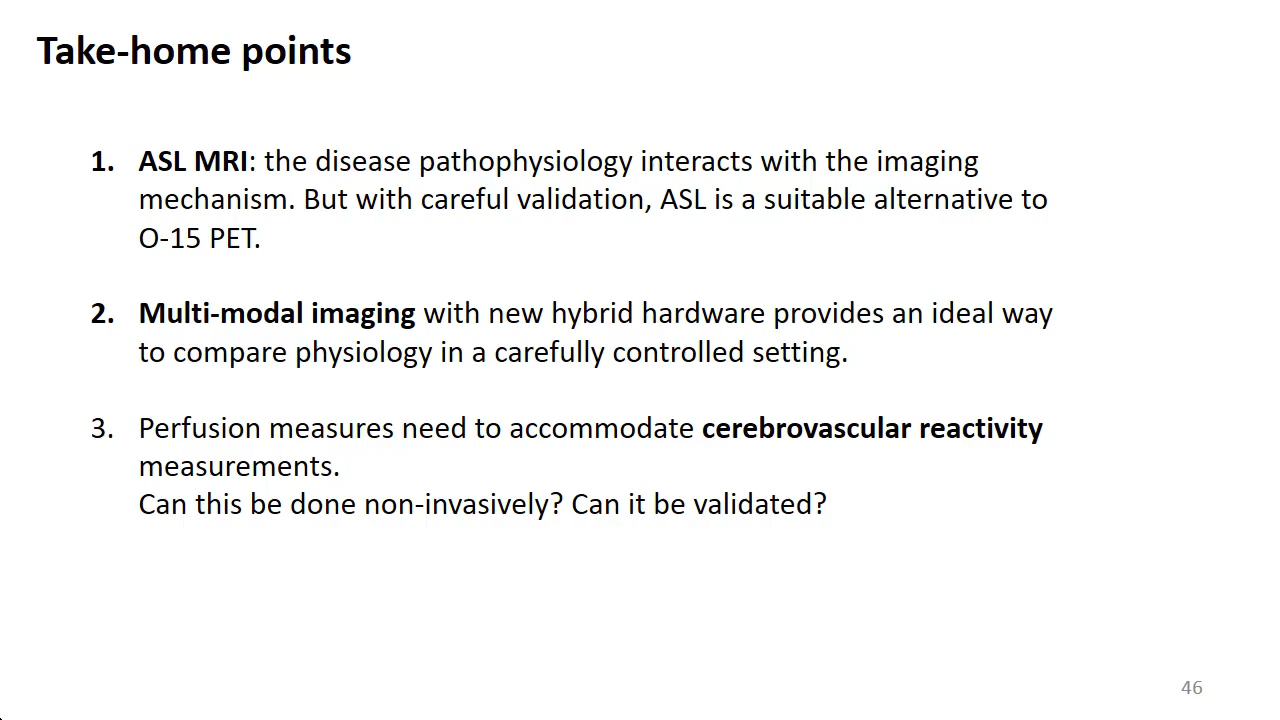 Take-home points
1. ASL MRI: the disease pathophysiology interacts with the imaging
mechanism. But with careful validation, ASL is a suitable alternative to
O-15 PET.
2. Multi-modal imaging with new hybrid hardware provides an ideal way
to compare physiology in a carefully controlled setting.
3. Perfusion measures need to accommodate cerebrovascular reactivity
measurements.
Can this be done non-invasively? Can it be validated?
46